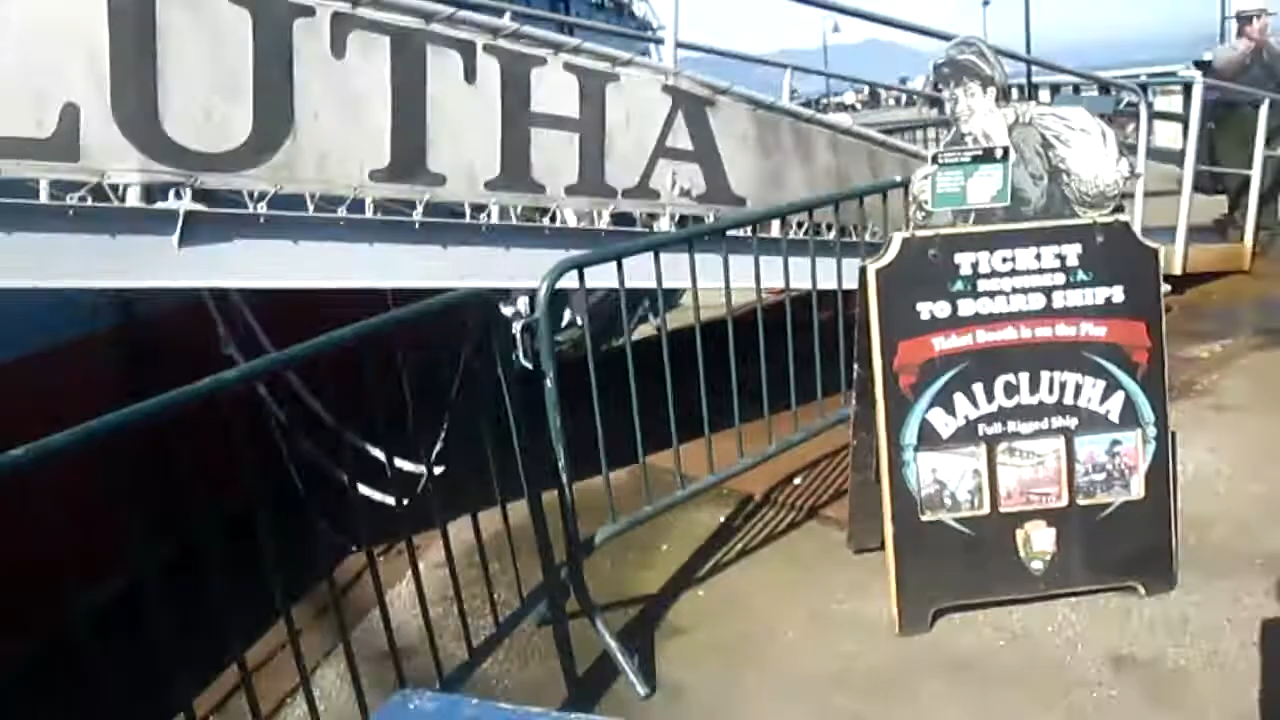 LUTHA
TICKET
REQUIRED
TO BOARD SHIPS
Ticket Booth is on the Pier
BALCLUTHA
Full-Rigged Ship